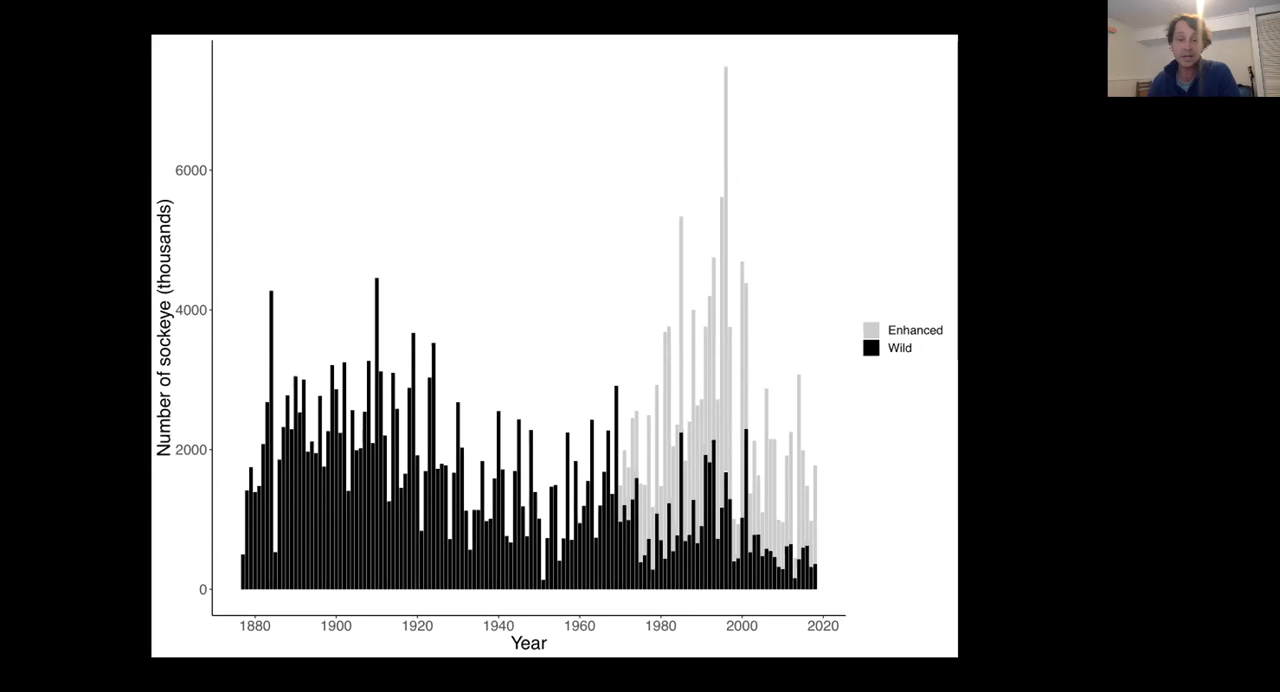 Number of sockeye (thousands)
6000
4000
2000
0
1880 1900 1920 1940 1960 1980 2000 2020
Year
Enhanced
Wild